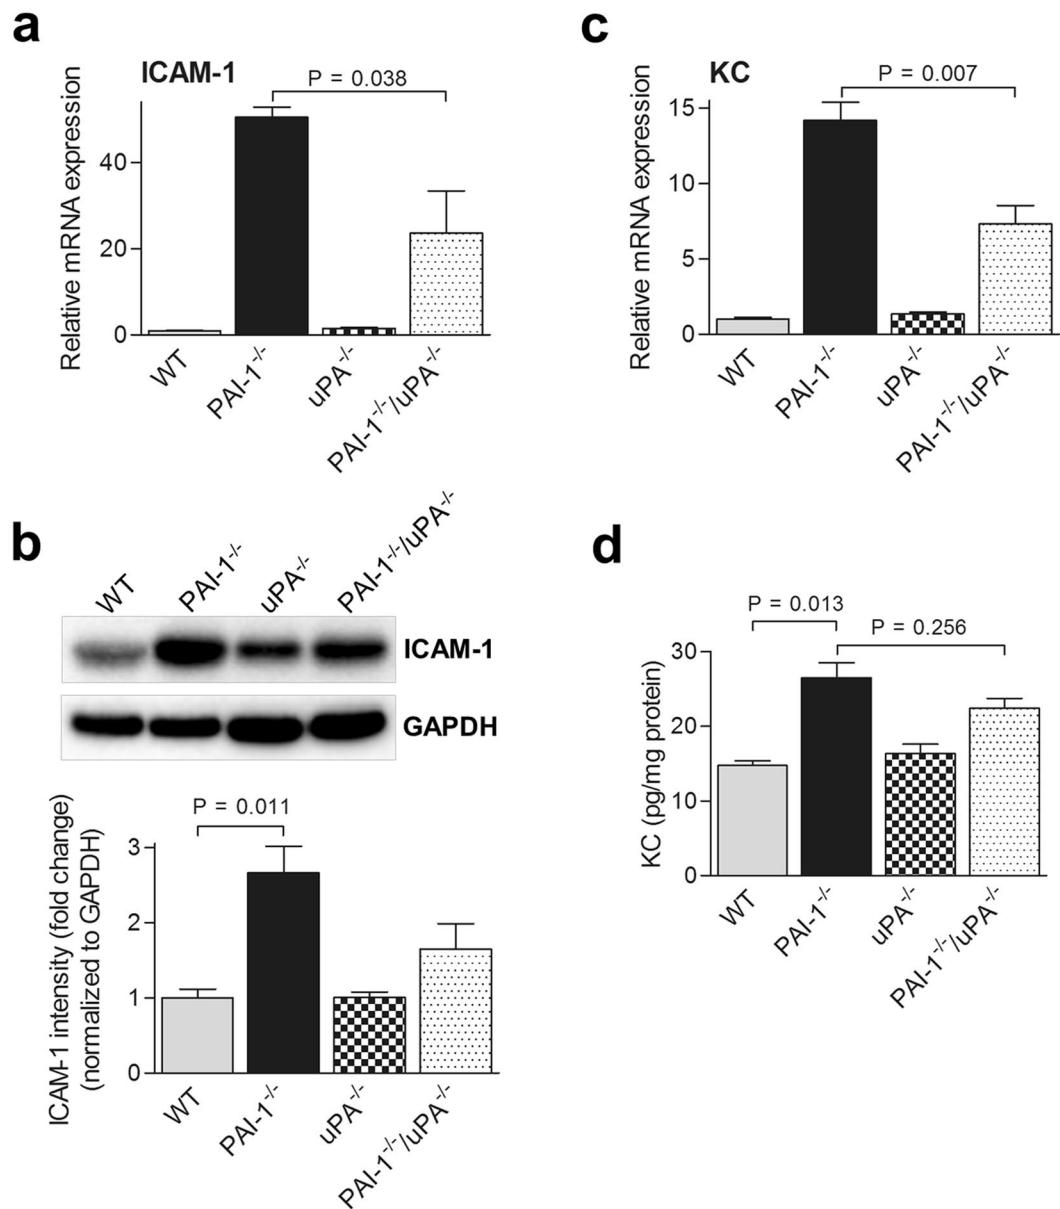 a
ICAM-1
P = 0.038
Relative mRNA expression
40
20
0
WT
PAI-1-/-
uPA-/-
PAI-1-/-/uPA-/-
c
KC
P = 0.007
Relative mRNA expression
15
10
5
0
WT
PAI-1-/-
uPA-/-
PAI-1-/-/uPA-/-
b
WT
PAI-1-/-
uPA-/-
PAI-1-/-/uPA-/-
ICAM-1
GAPDH
P = 0.011
ICAM-1 intensity (fold change)
(normalized to GAPDH)
3
2
1
0
WT
PAI-1-/-
uPA-/-
PAI-1-/-/uPA-/-
d
P = 0.013
P = 0.256
KC (pg/mg protein)
30
20
10
0
WT
PAI-1-/-
uPA-/-
PAI-1-/-/uPA-/-